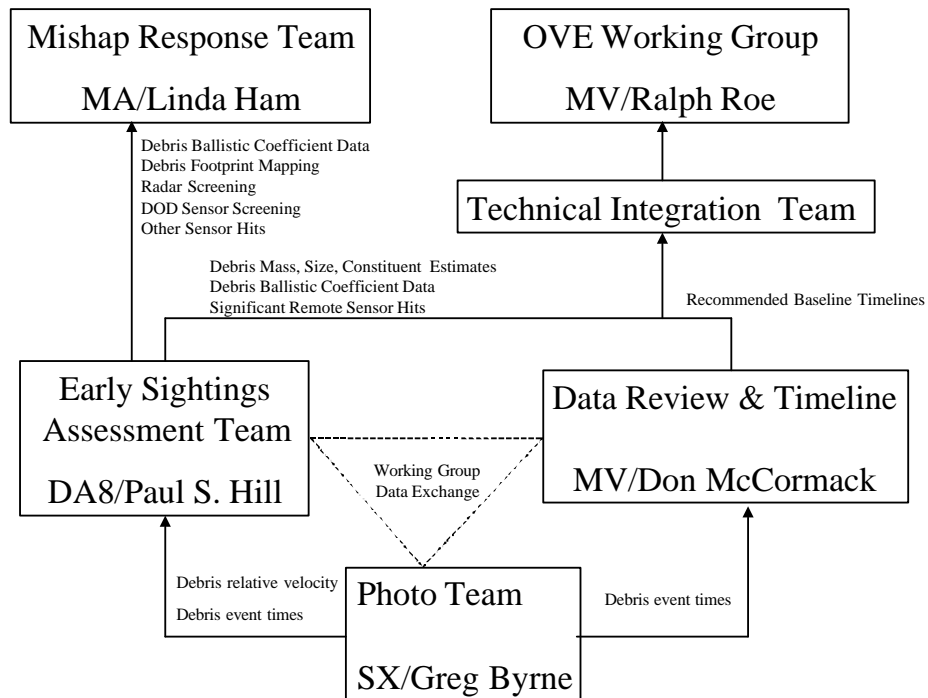 Mishap Response Team
MA/Linda Ham
OVE Working Group
MV/Ralph Roe
Debris Ballistic Coefficient Data
Debris Footprint Mapping
Radar Screening
DOD Sensor Screening
Other Sensor Hits
Technical Integration Team
Debris Mass, Size, Constituent Estimates
Debris Ballistic Coefficient Data
Significant Remote Sensor Hits
Recommended Baseline Timelines
Early Sightings
Assessment Team
DA8/Paul S. Hill
Data Review & Timeline
MV/Don McCormack
Working Group
Data Exchange
Debris relative velocity
Debris event times
Photo Team
SX/Greg Byrne
Debris event times